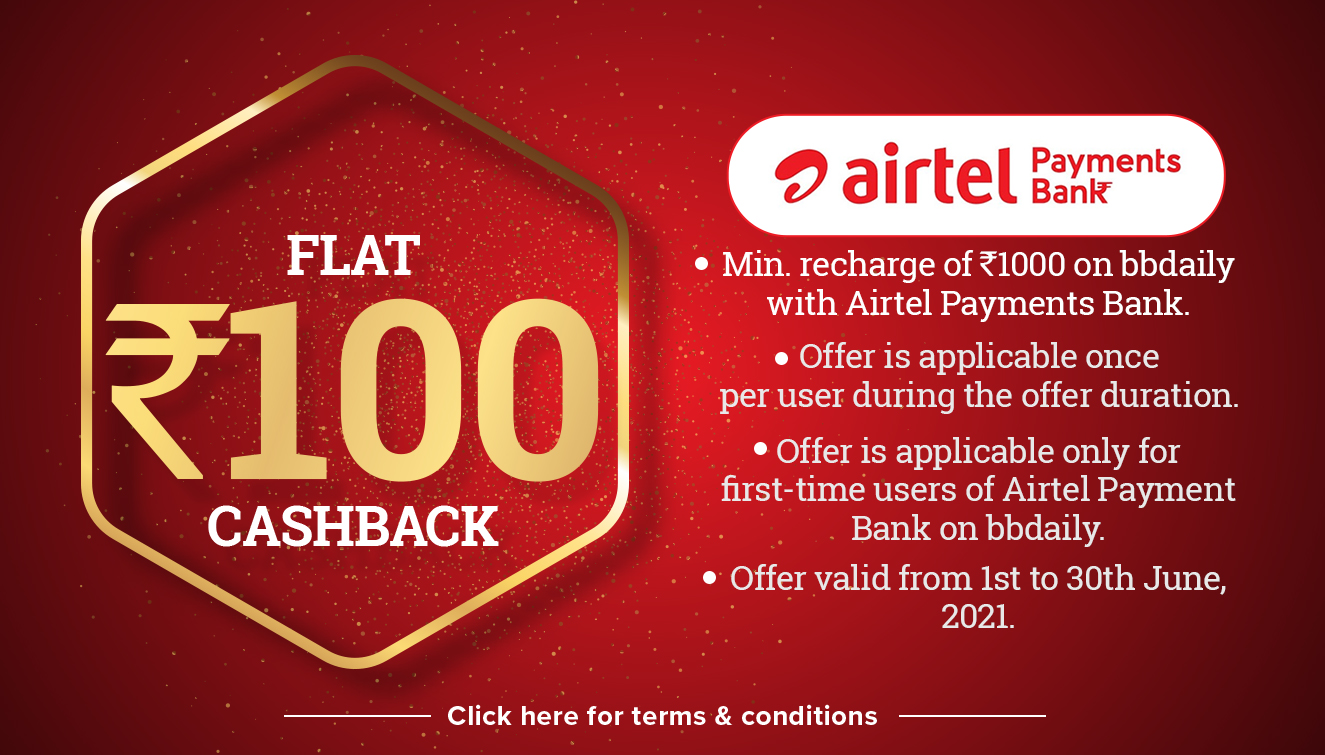 FLAT
₹100
CASHBACK
airtel Payments
Bank
• Min. recharge of ₹1000 on bbdaily
with Airtel Payments Bank.
• Offer is applicable once
per user during the offer duration.
• Offer is applicable only for
first-time users of Airtel Payment
Bank on bbdaily.
• Offer valid from 1st to 30th June,
2021.
Click here for terms & conditions